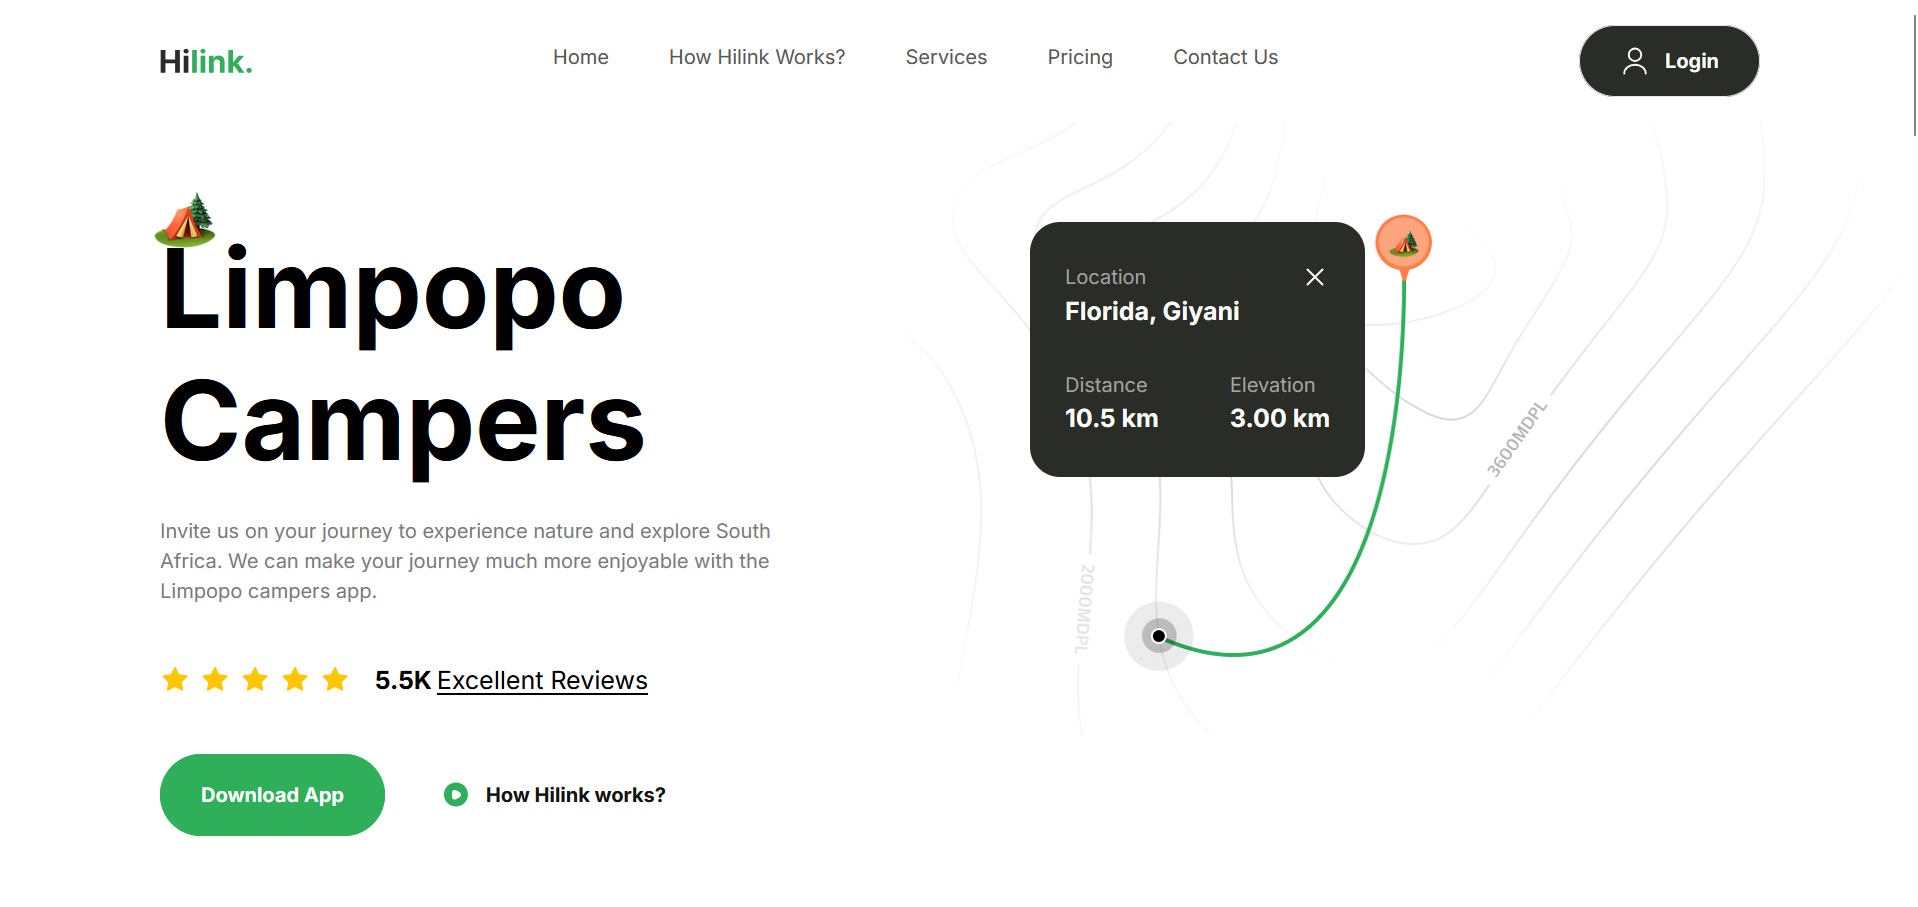 Hilink.
Home
How Hilink Works?
Services
Pricing
Contact Us
Login
Limpopo
Campers
Invite us on your journey to experience nature and explore South
Africa. We can make your journey much more enjoyable with the
Limpopo campers app.
5.5K Excellent Reviews
Download App
How Hilink works?
Location
Florida, Giyani
Distance
10.5 km
Elevation
3.00 km
3600MDPL
2000MDPL